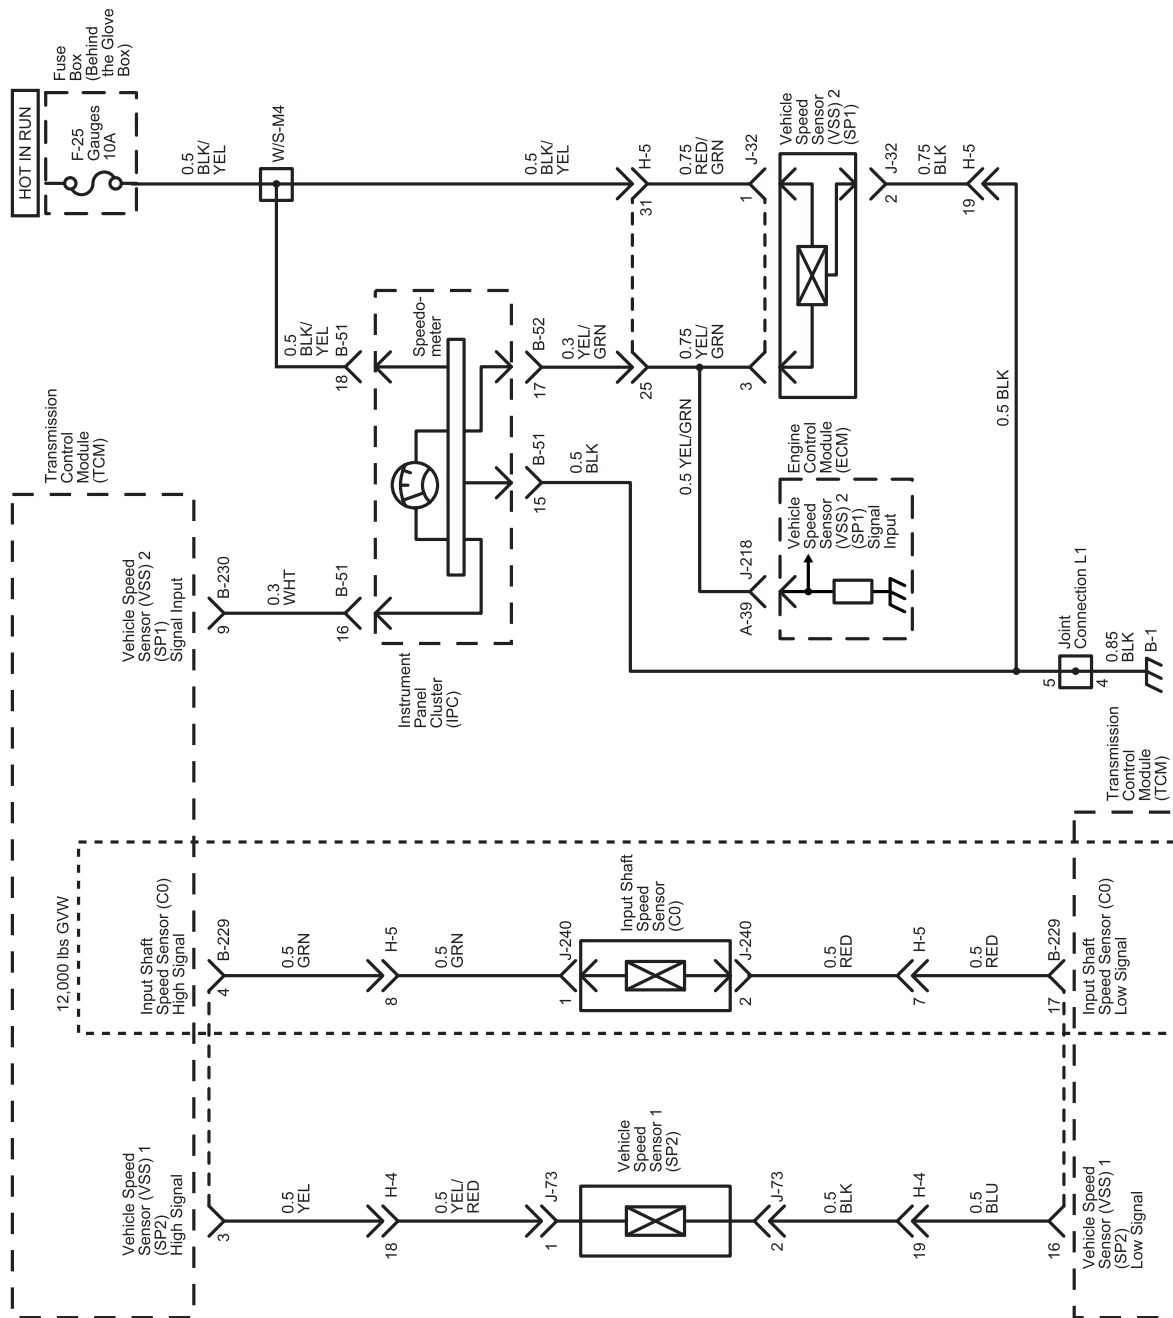 HOT IN RUN
F-25
Gauges
10A
Fuse
Box
(Behind
the Glove
Box)
0.5
BLK/
YEL
W/S-M4
0.5
BLK/
YEL
31
H-5
0.75
RED/
GRN
1
J-32
Vehicle
Speed
Sensor
(VSS) 2
(SP1)
2
J-32
0.75
BLK
19
H-5
0.5
BLK/
YEL
18
B-51
Speedo-
meter
17
B-52
0.3
YEL/
GRN
25
0.75
YEL/
GRN
3
0.5 YEL/GRN
15
B-51
0.5
BLK
A-39
J-218
Engine
Control
Module
(ECM)
Vehicle
Speed
Sensor
(VSS) 2
(SP1)
Signal
Input
0.5 BLK
Transmission
Control
Module
(TCM)
Vehicle Speed
Sensor (VSS) 2
(SP1)
Signal Input
9
B-230
0.3
WHT
16
B-51
Instrument
Panel
Cluster
(IPC)
5
Joint
Connection L1
4
0.85
BLK
B-1
12,000 lbs GVW
Input Shaft
Speed Sensor (C0)
High Signal
4
B-229
0.5
GRN
8
H-5
0.5
GRN
1
J-240
Input Shaft
Speed
Sensor
(C0)
2
J-240
0.5
RED
7
H-5
0.5
RED
17
B-229
Input Shaft
Speed Sensor (C0)
Low Signal
Transmission
Control
Module
(TCM)
Vehicle Speed
Sensor (VSS) 1
(SP2)
High Signal
3
0.5
YEL
18
H-4
0.5
YEL/
RED
1
J-73
Vehicle
Speed
Sensor 1
(SP2)
2
J-73
0.5
BLK
19
H-4
0.5
BLU
16
Vehicle Speed
Sensor (VSS) 1
(SP2)
Low Signal